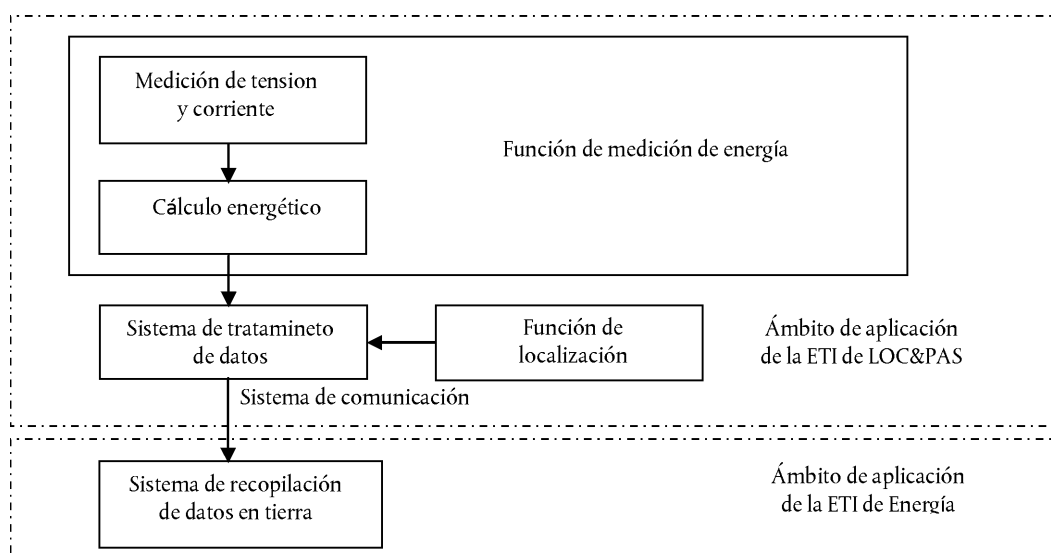 Medición de tension
y corriente
Función de medición de energía
Cálculo energético
Sistema de tratamineto
de datos
Función de
localización
Ámbito de aplicación
de la ETI de LOC&PAS
Sistema de comunicación
Sistema de recopilación
de datos en tierra
Ámbito de aplicación
de la ETI de Energía